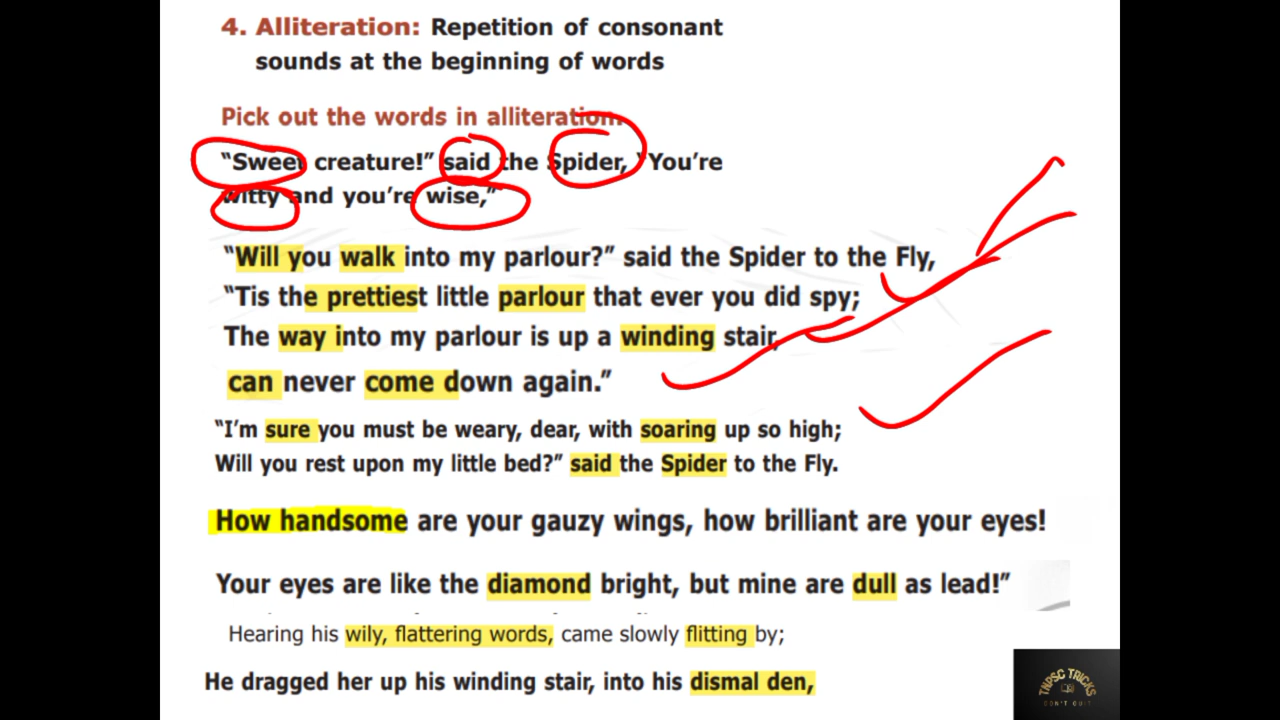 4. Alliteration: Repetition of consonant
sounds at the beginning of words
Pick out the words in alliteration.
“Sweet creature!” said the Spider, “You’re
witty and you’re wise,”
“Will you walk into my parlour?” said the Spider to the Fly,
“Tis the prettiest little parlour that ever you did spy;
The way into my parlour is up a winding stair,
can never come down again.”
“I’m sure you must be weary, dear, with soaring up so high;
Will you rest upon my little bed?” said the Spider to the Fly.
How handsome are your gauzy wings, how brilliant are your eyes!
Your eyes are like the diamond bright, but mine are dull as lead!”
Hearing his wily, flattering words, came slowly flitting by;
He dragged her up his winding stair, into his dismal den,
TNPSC TRICKS
DON'T QUIT